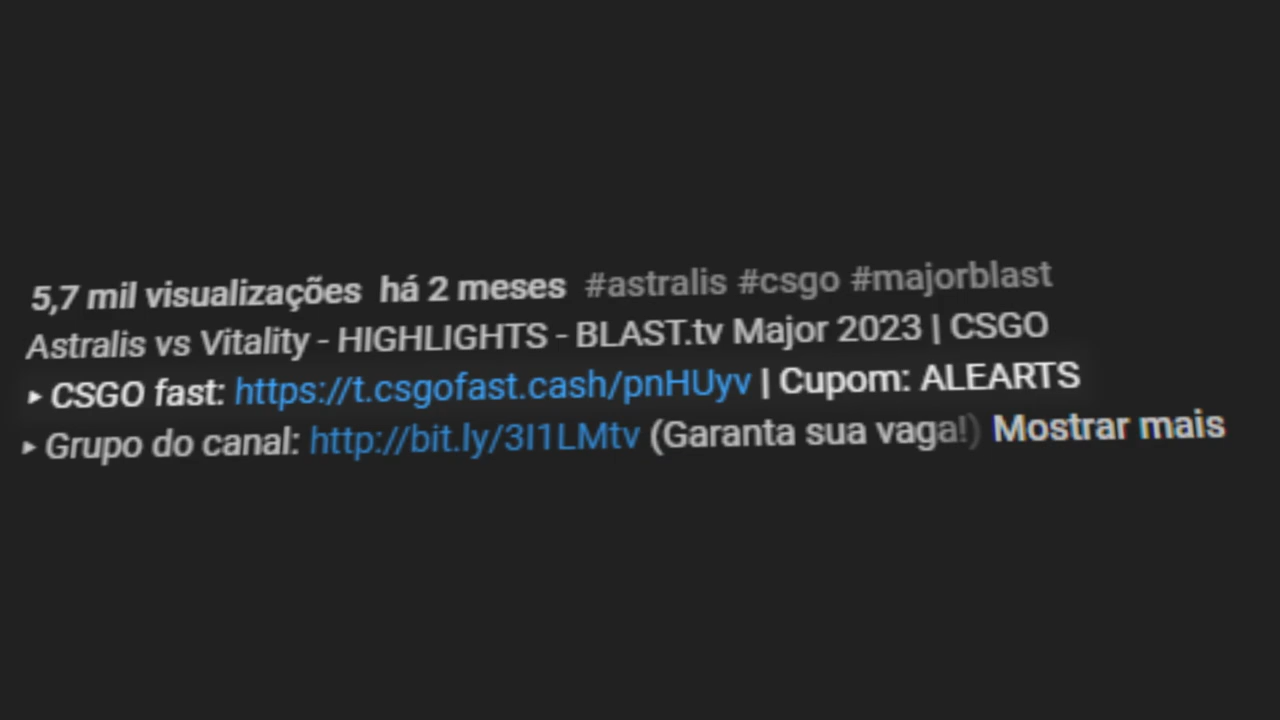 5,7 mil visualizações há 2 meses #astralis #csgo #majorblast
Astralis vs Vitality - HIGHLIGHTS - BLAST.tv Major 2023 | CSGO
▸ CSGO fast: https://t.csgofast.cash/pnHUyv | Cupom: ALEARTS
▸ Grupo do canal: http://bit.ly/3I1LMtv (Garanta sua vaga!) Mostrar mais